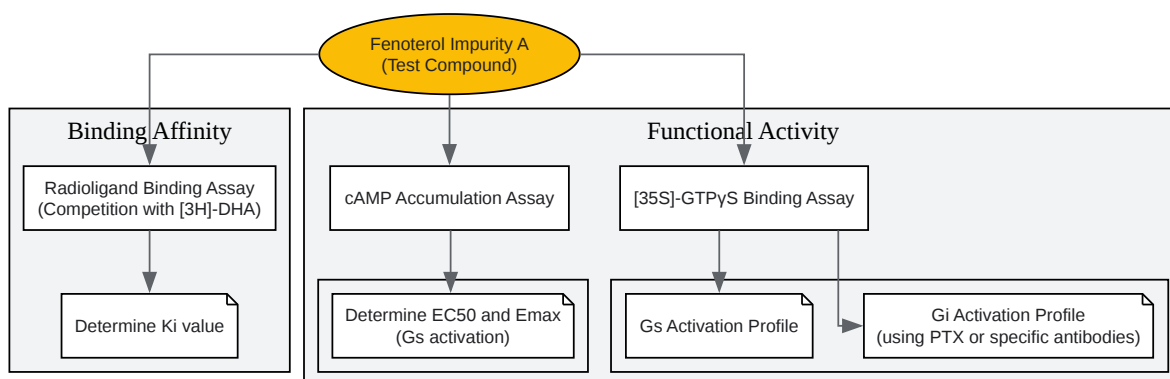 Fenoterol Impurity A
(Test Compound)
Binding Affinity
Functional Activity
Radioligand Binding Assay
(Competition with [3H]-DHA)
cAMP Accumulation Assay
[35S]-GTPγS Binding Assay
Determine Ki value
Determine EC50 and Emax
(Gs activation)
Gs Activation Profile
Gi Activation Profile
(using PTX or specific antibodies)